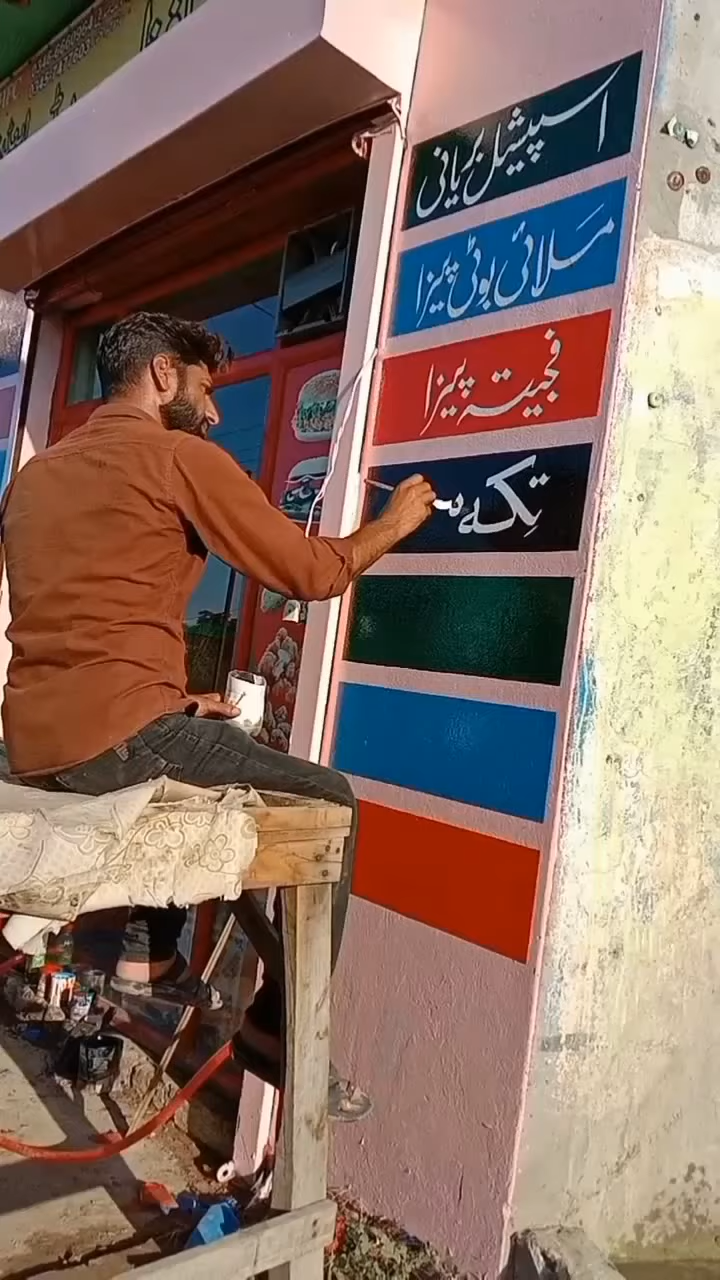 اسپیشل بریانی
ملائی بوٹی پیزا
فجیتہ پیزا
تکہ